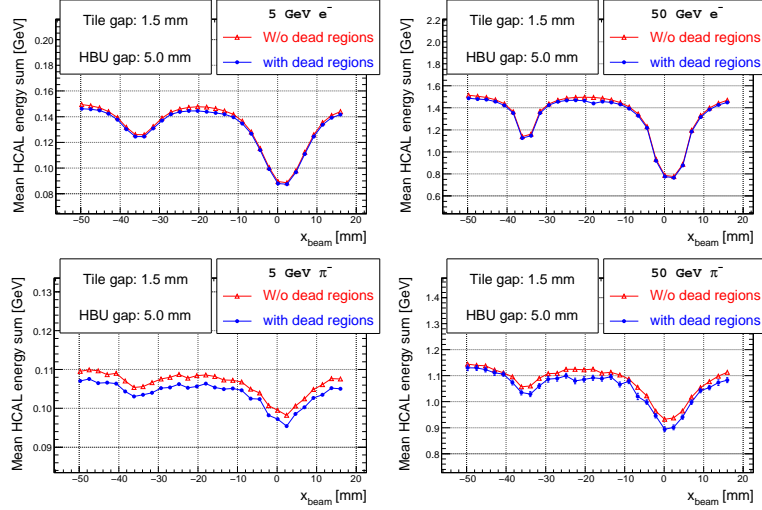 Mean HCAL energy sum [GeV]
0.20
0.18
0.16
0.14
0.12
0.10
0.08
Tile gap: 1.5 mm
HBU gap: 5.0 mm
5 GeV e⁻
W/o dead regions
with dead regions
−50 −40 −30 −20 −10 0 10 20
x_beam [mm]
Mean HCAL energy sum [GeV]
2.2
2.0
1.8
1.6
1.4
1.2
1.0
0.8
0.6
Tile gap: 1.5 mm
HBU gap: 5.0 mm
50 GeV e⁻
W/o dead regions
with dead regions
−50 −40 −30 −20 −10 0 10 20
x_beam [mm]
Mean HCAL energy sum [GeV]
0.13
0.12
0.11
0.10
0.09
Tile gap: 1.5 mm
HBU gap: 5.0 mm
5 GeV π⁻
W/o dead regions
with dead regions
−50 −40 −30 −20 −10 0 10 20
x_beam [mm]
Mean HCAL energy sum [GeV]
1.4
1.3
1.2
1.1
1.0
0.9
0.8
Tile gap: 1.5 mm
HBU gap: 5.0 mm
50 GeV π⁻
W/o dead regions
with dead regions
−50 −40 −30 −20 −10 0 10 20
x_beam [mm]